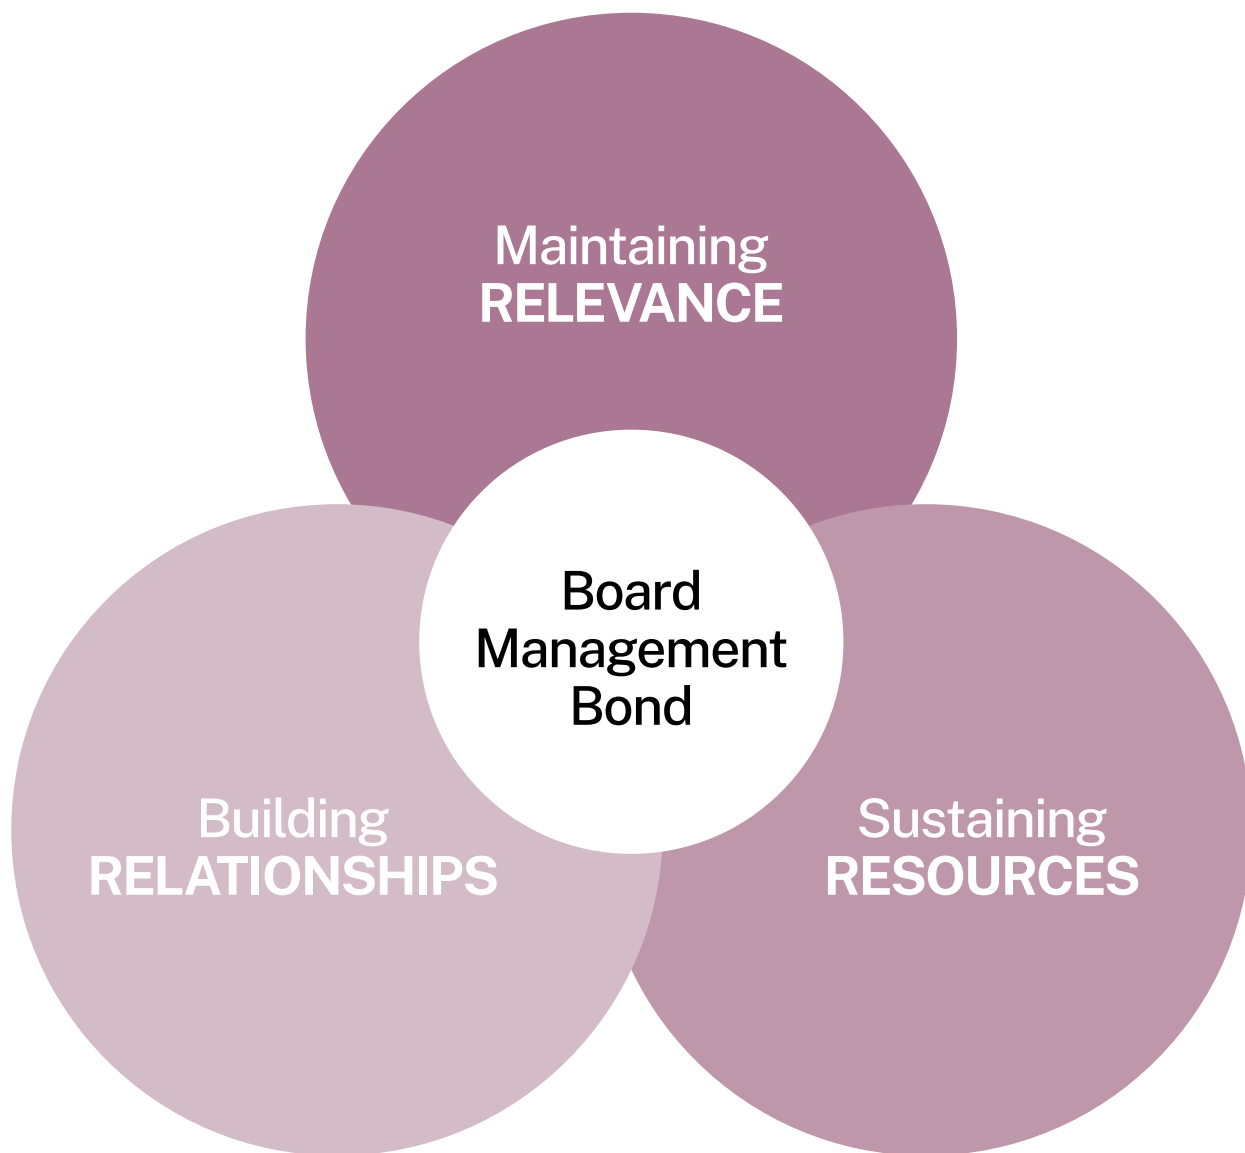 Maintaining
RELEVANCE
Board
Management
Bond
Building
RELATIONSHIPS
Sustaining
RESOURCES